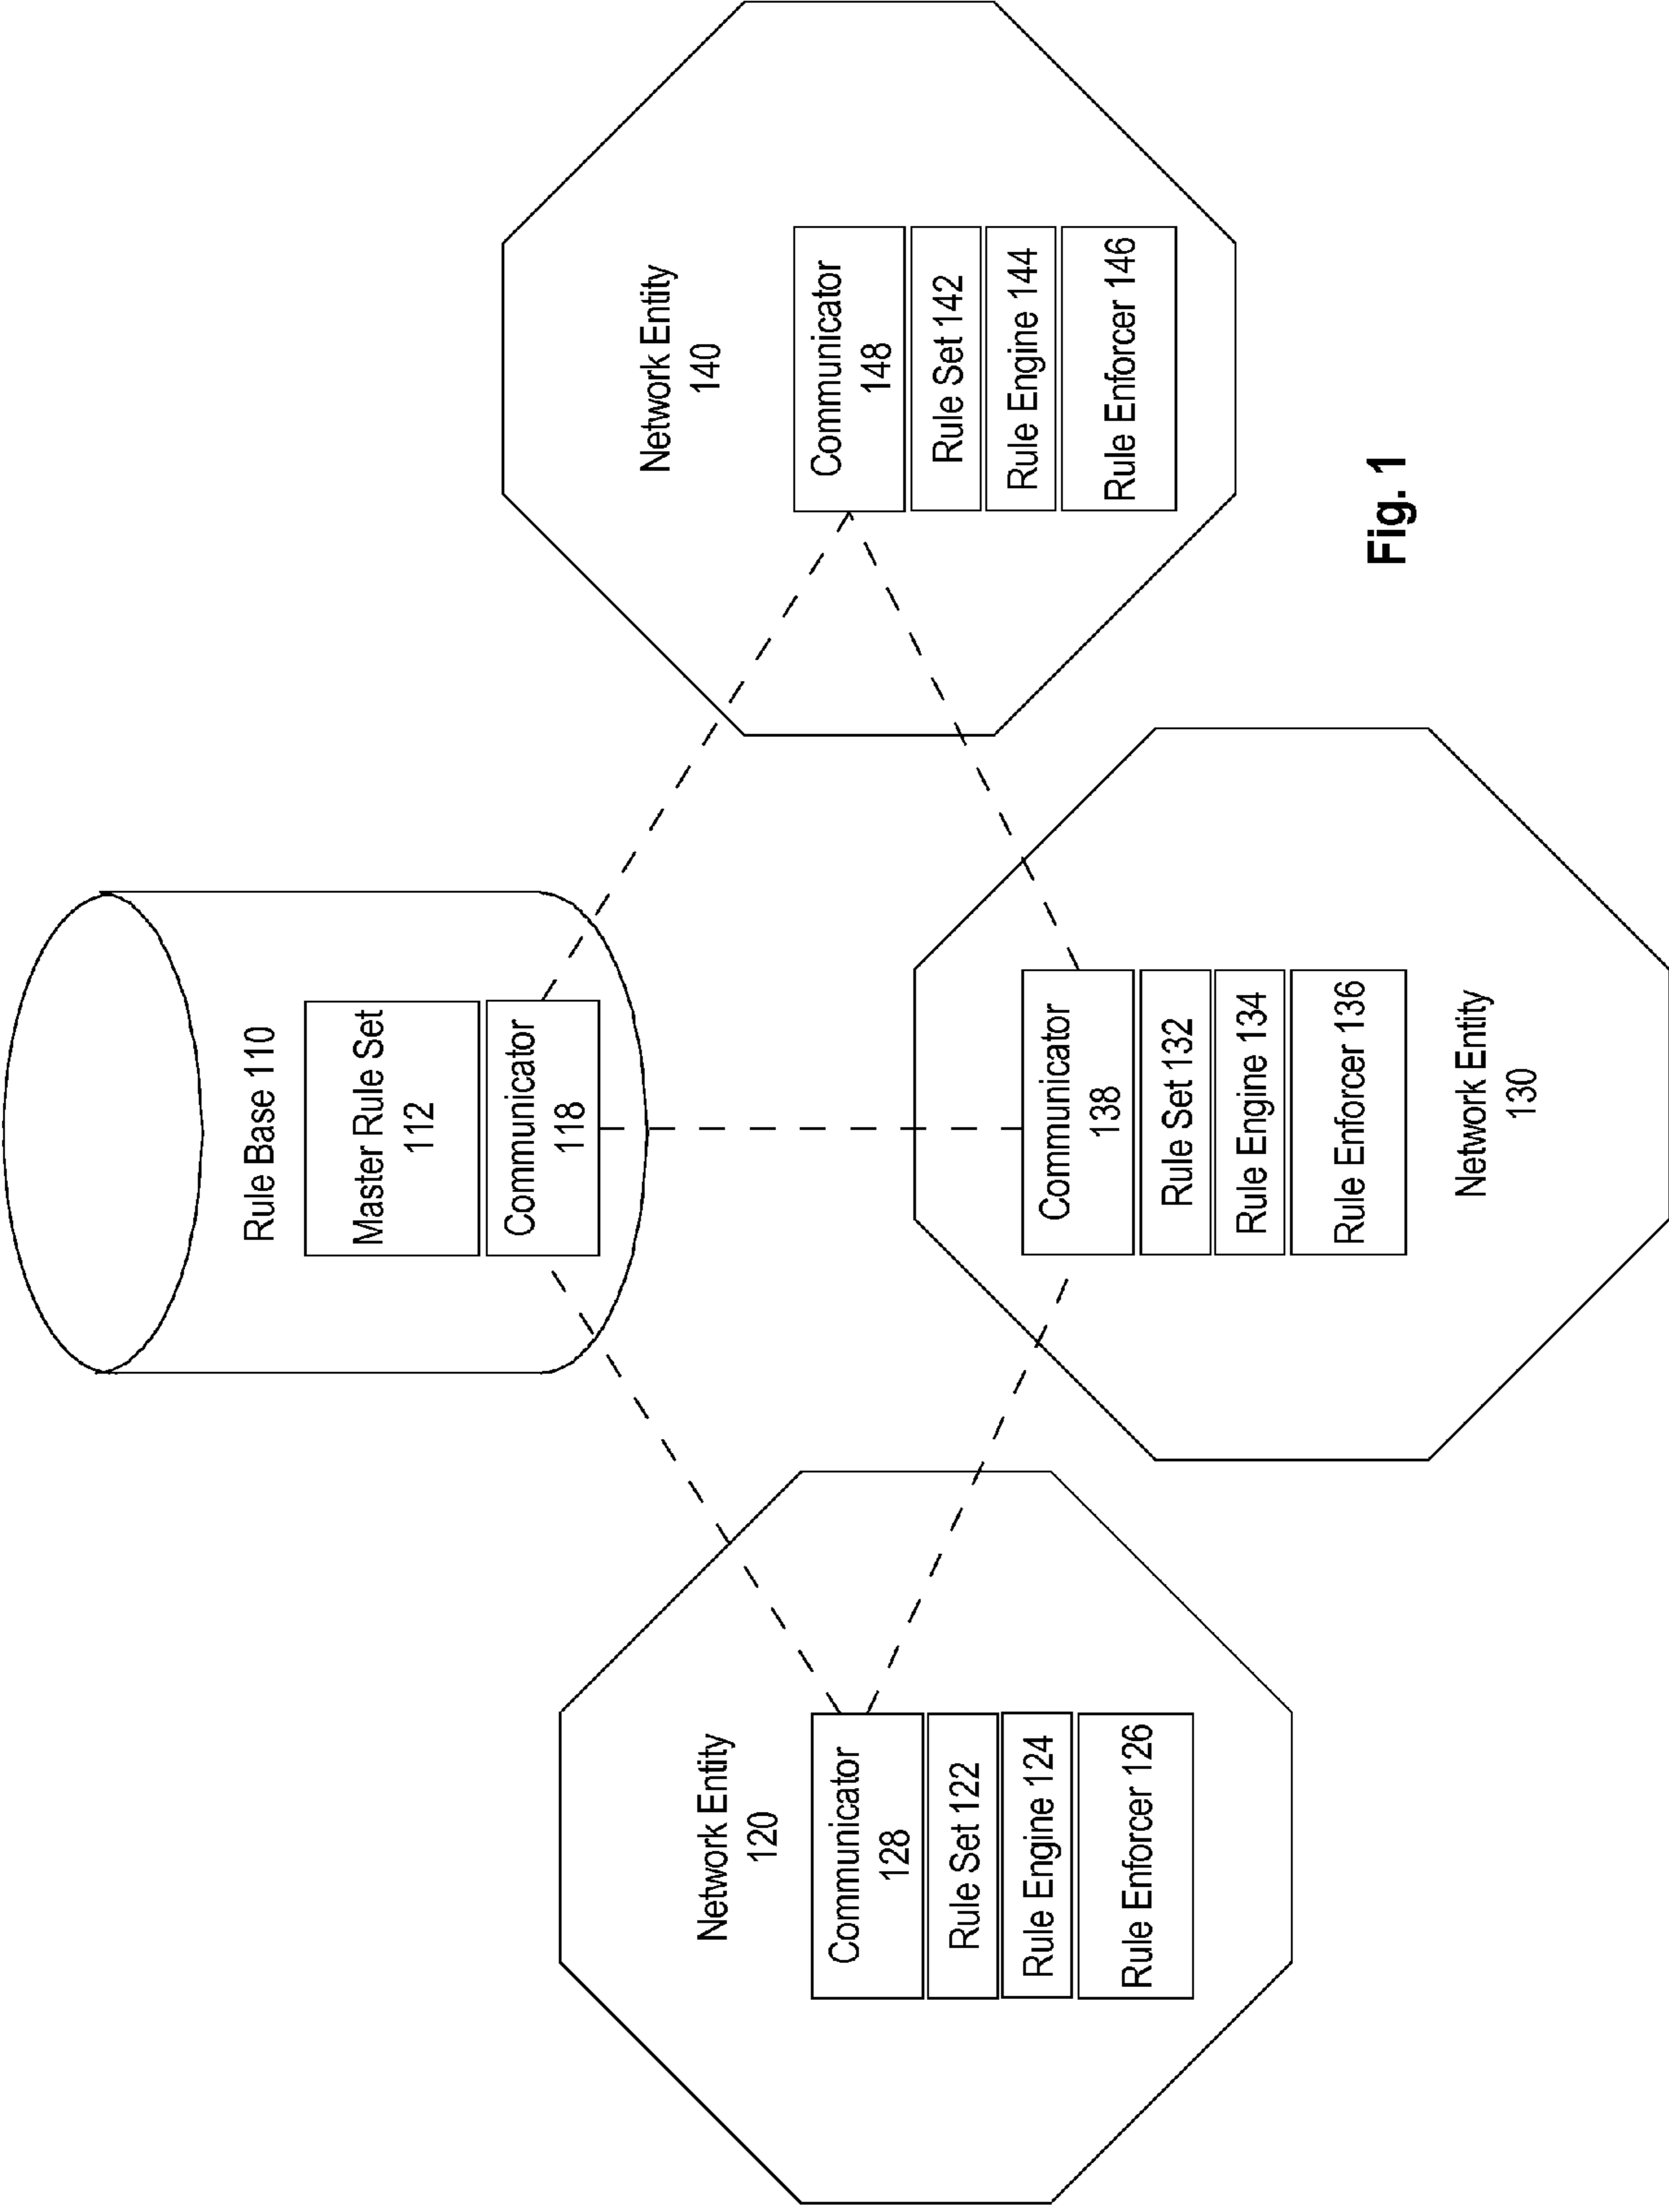 Rule Base 110
Master Rule Set
112
Communicator
118
Network Entity
120
Communicator
128
Rule Set 122
Rule Engine 124
Rule Enforcer 126
Communicator
138
Rule Set 132
Rule Engine 134
Rule Enforcer 136
Network Entity
130
Network Entity
140
Communicator
148
Rule Set 142
Rule Engine 144
Rule Enforcer 146
Fig. 1